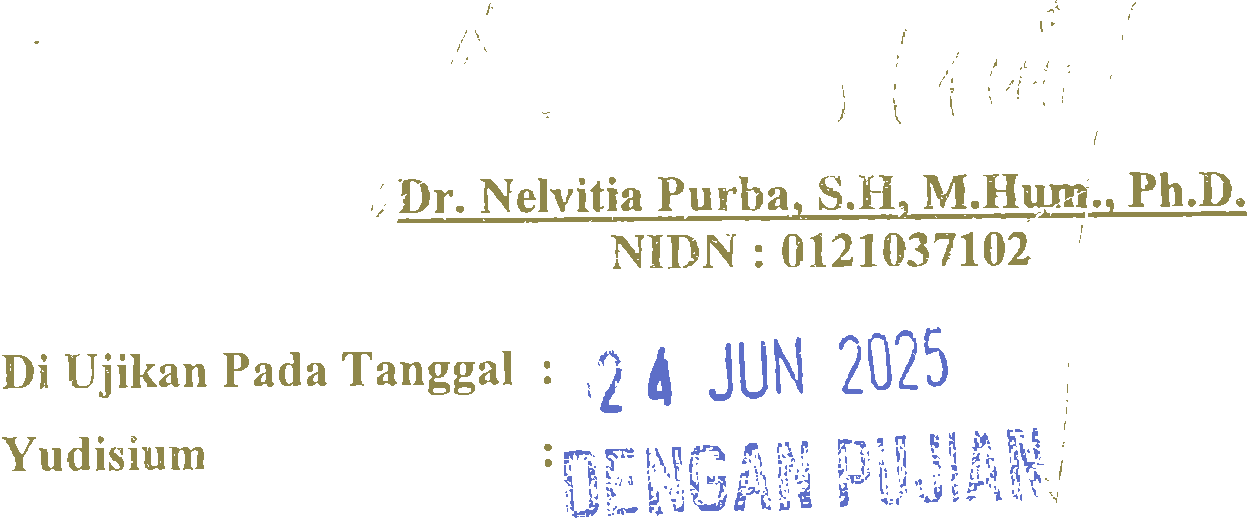 Dr. Nelvitia Purba, S.H, M.Hum., Ph.D.
NIDN : 0121037102
Di Ujikan Pada Tanggal : 24 JUN 2025
Yudisium : DENGAN PUJIAN